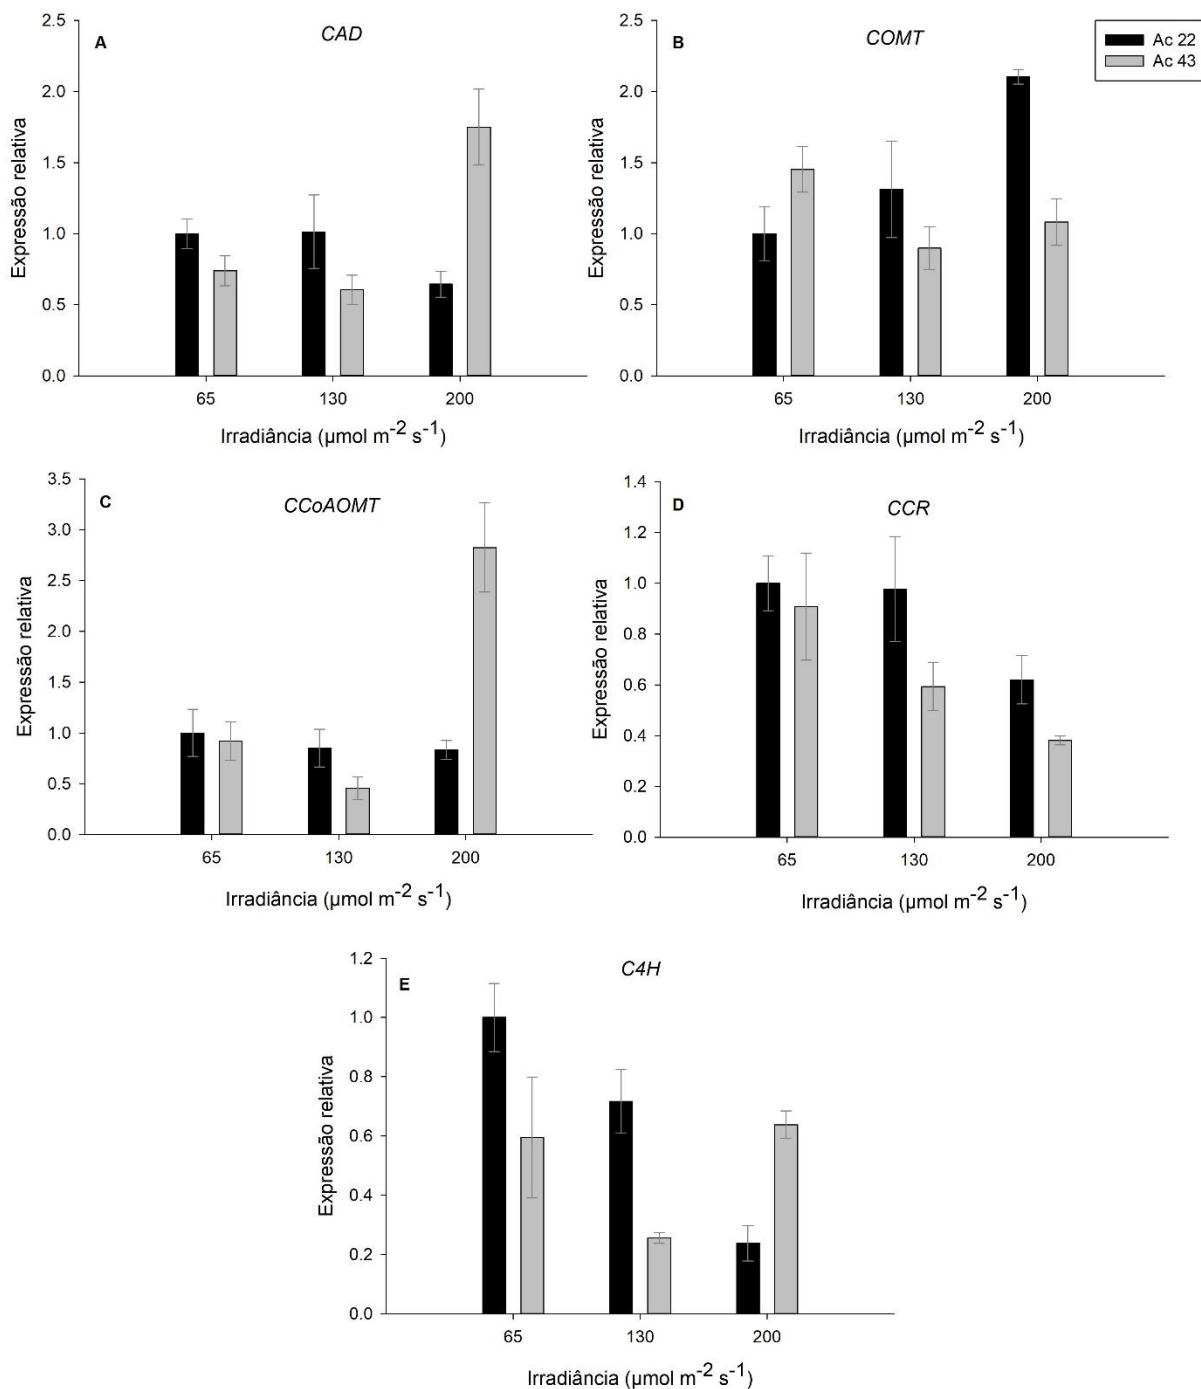 A
CAD
Expressão relativa
2.5
2.0
1.5
1.0
0.5
0.0
65 130 200
Irradiância (µmol m⁻² s⁻¹)
B
COMT
Ac 22
Ac 43
Expressão relativa
2.5
2.0
1.5
1.0
0.5
0.0
65 130 200
Irradiância (µmol m⁻² s⁻¹)
C
CCoAOMT
Expressão relativa
3.5
3.0
2.5
2.0
1.5
1.0
0.5
0.0
65 130 200
Irradiância (µmol m⁻² s⁻¹)
D
CCR
Expressão relativa
1.4
1.2
1.0
0.8
0.6
0.4
0.2
0.0
65 130 200
Irradiância (µmol m⁻² s⁻¹)
E
C4H
Expressão relativa
1.2
1.0
0.8
0.6
0.4
0.2
0.0
65 130 200
Irradiância (µmol m⁻² s⁻¹)